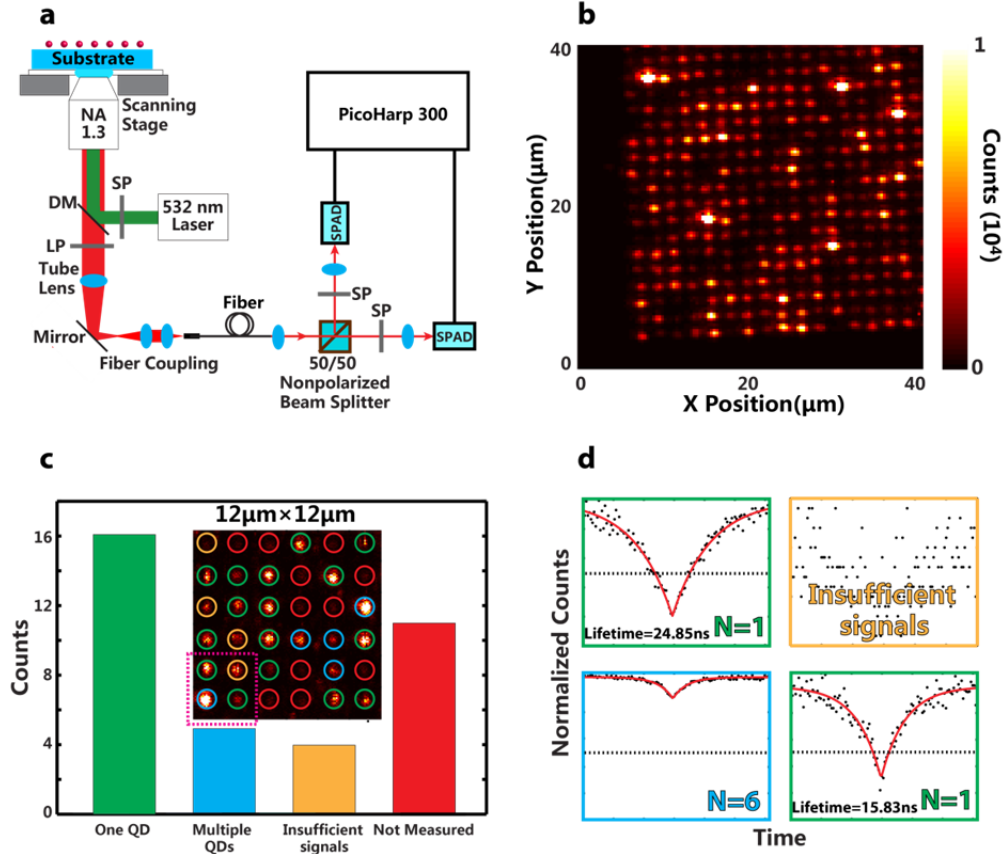 a
Substrate
Scanning
Stage
NA
1.3
DM
SP
532 nm
Laser
LP
Tube
Lens
Mirror
Fiber Coupling
Fiber
PicoHarp 300
SPAD
SP
SP
SPAD
50/50
Nonpolarized
Beam Splitter
b
40
20
0
Y Position(μm)
0
20
40
X Position(μm)
1
0
Counts (10⁴)
c
12μm×12μm
16
12
8
4
0
Counts
One QD
Multiple
QDs
Insufficient
signals
Not Measured
d
Normalized Counts
Lifetime=24.85ns
N=1
Insufficient
signals
N=6
Lifetime=15.83ns
N=1
Time